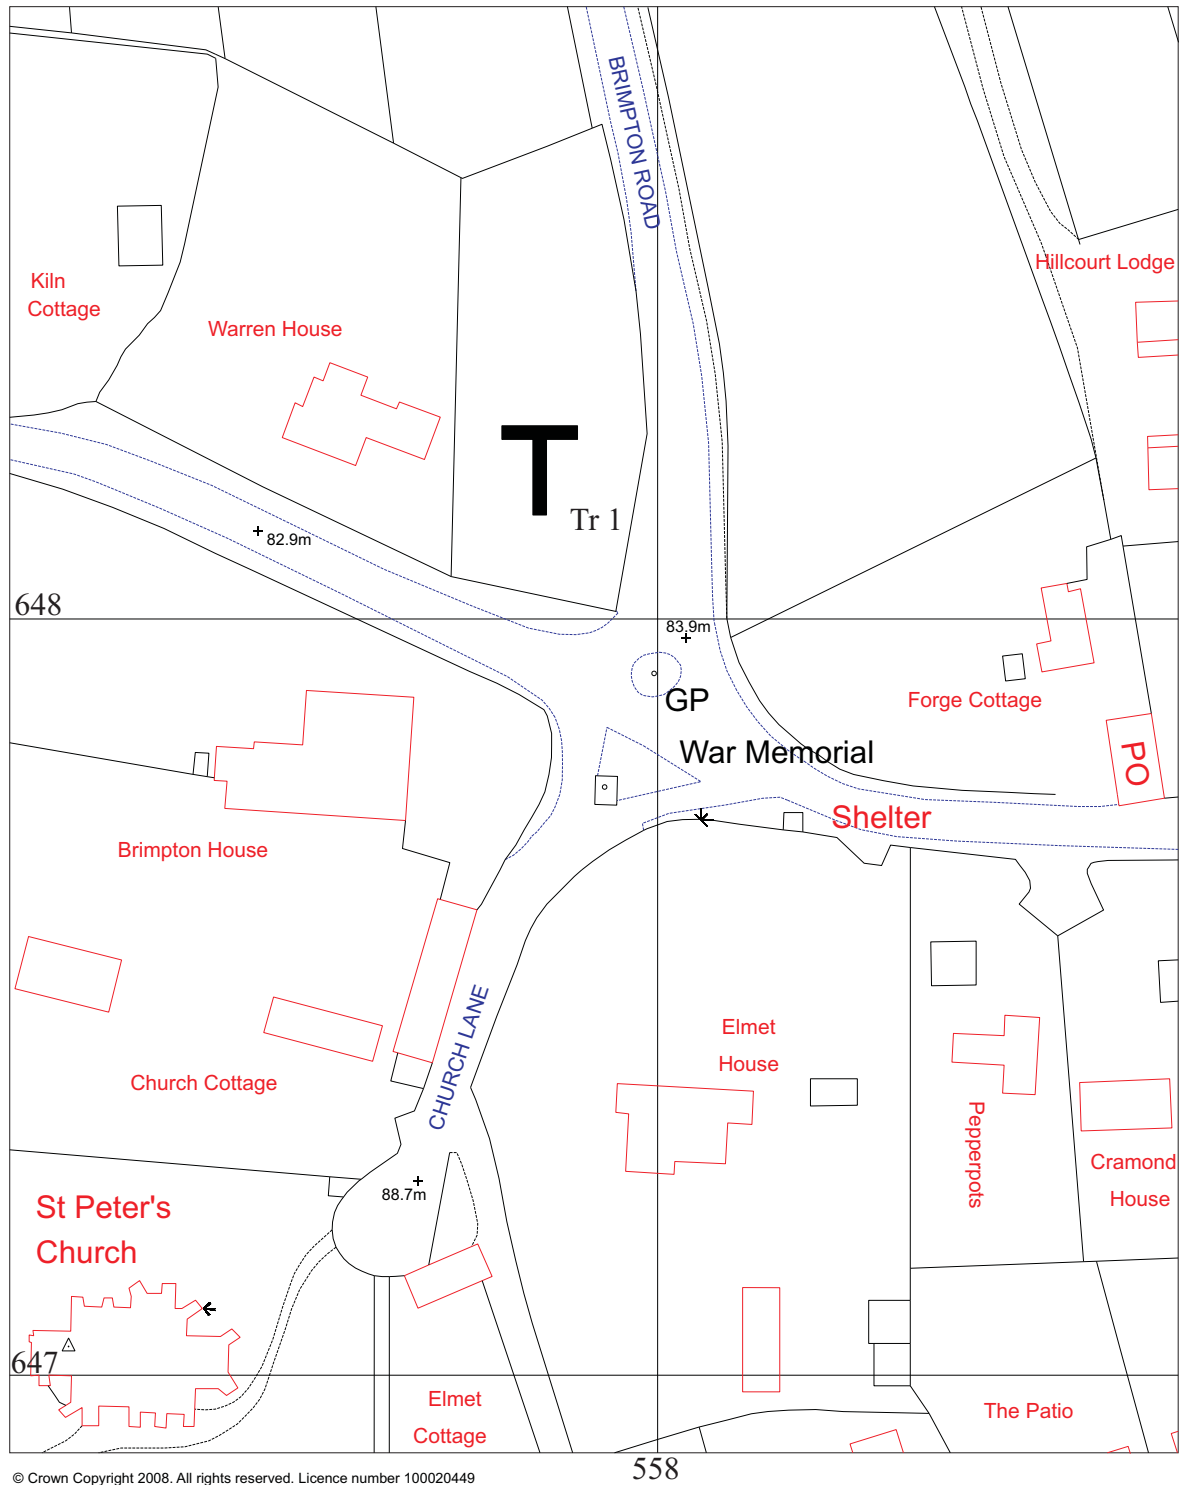 BRIMPTON ROAD
Hillcourt Lodge
Kiln
Cottage
Warren House
T
Tr 1
82.9m
648
83.9m
GP
Forge Cottage
War Memorial
PO
Shelter
Brimpton House
CHURCH LANE
Elmet
House
Church Cottage
Pepperpots
Cramond
House
88.7m
St Peter's
Church
647
Elmet
Cottage
The Patio
558
© Crown Copyright 2008. All rights reserved. Licence number 100020449